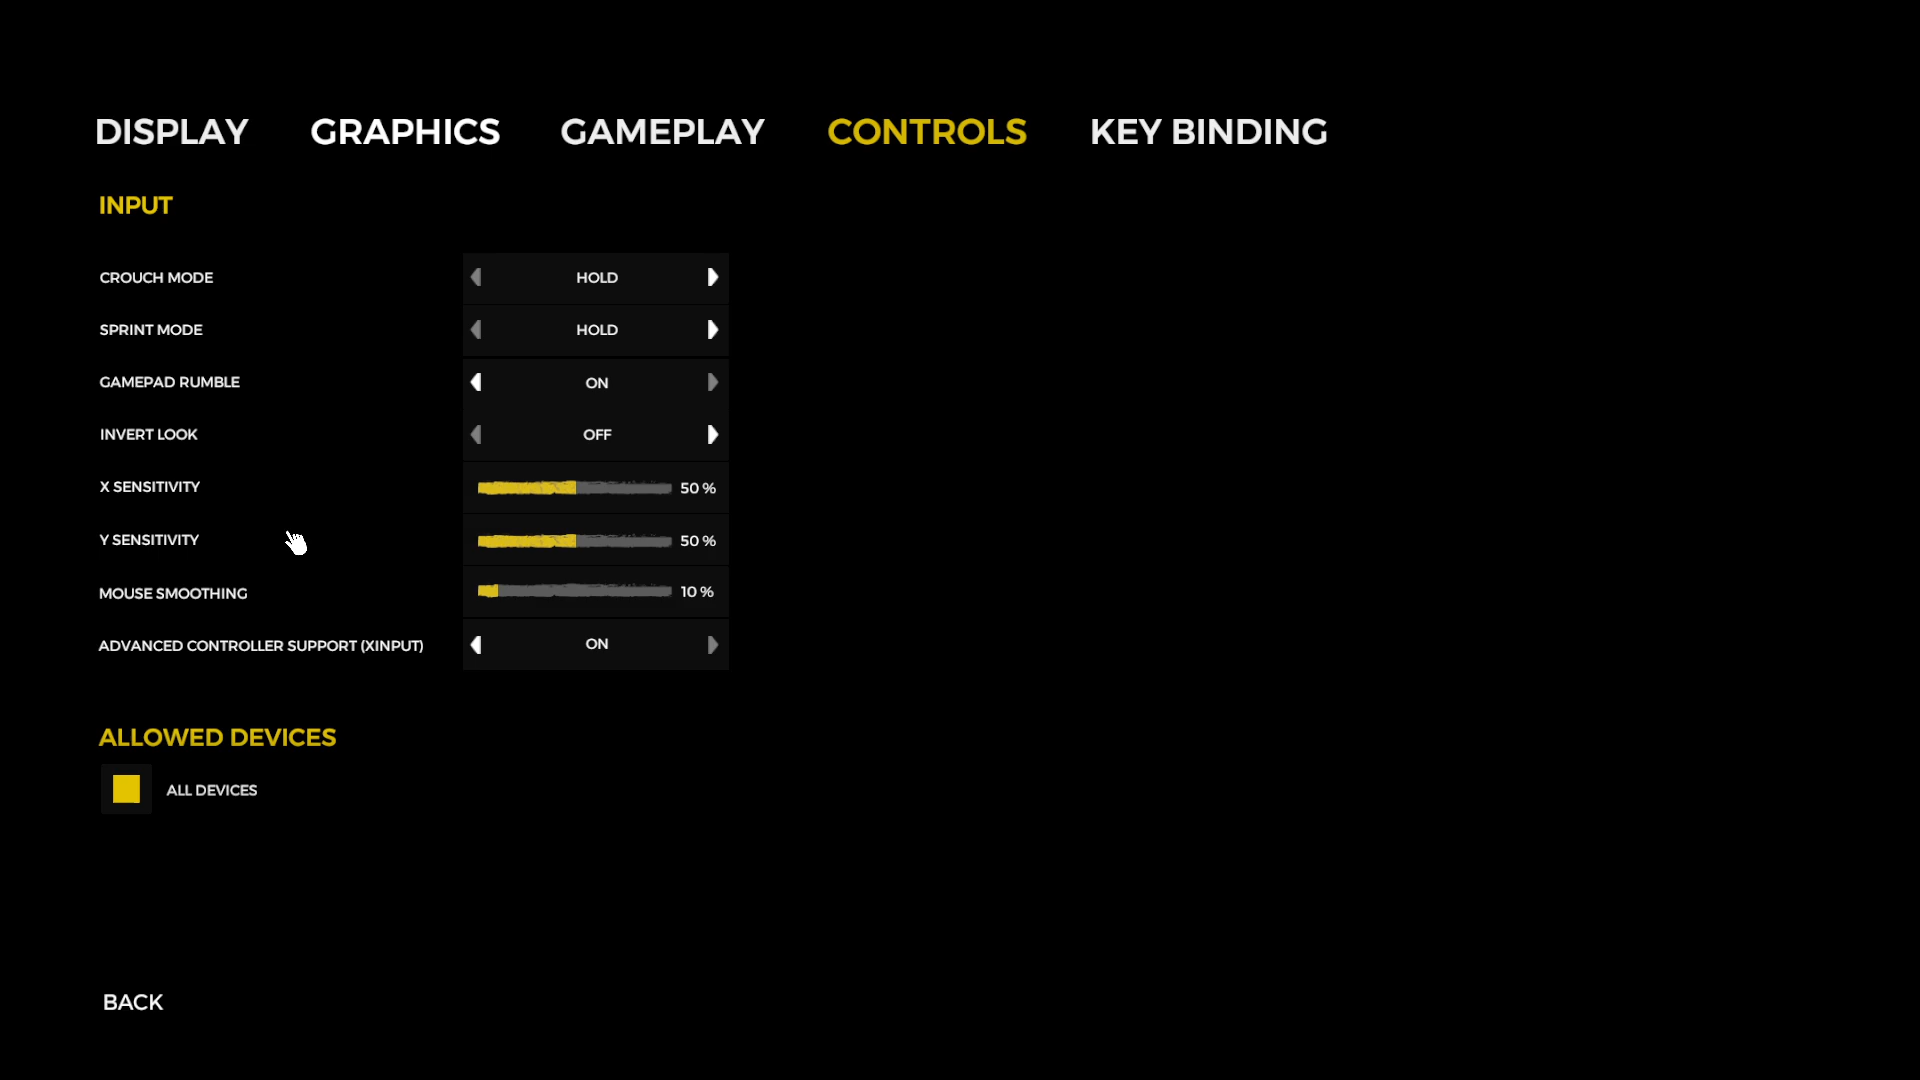 DISPLAY GRAPHICS GAMEPLAY CONTROLS KEY BINDING
INPUT
CROUCH MODE HOLD
SPRINT MODE HOLD
GAMEPAD RUMBLE ON
INVERT LOOK OFF
X SENSITIVITY 50 %
Y SENSITIVITY 50 %
MOUSE SMOOTHING 10 %
ADVANCED CONTROLLER SUPPORT (XINPUT) ON
ALLOWED DEVICES
ALL DEVICES
BACK